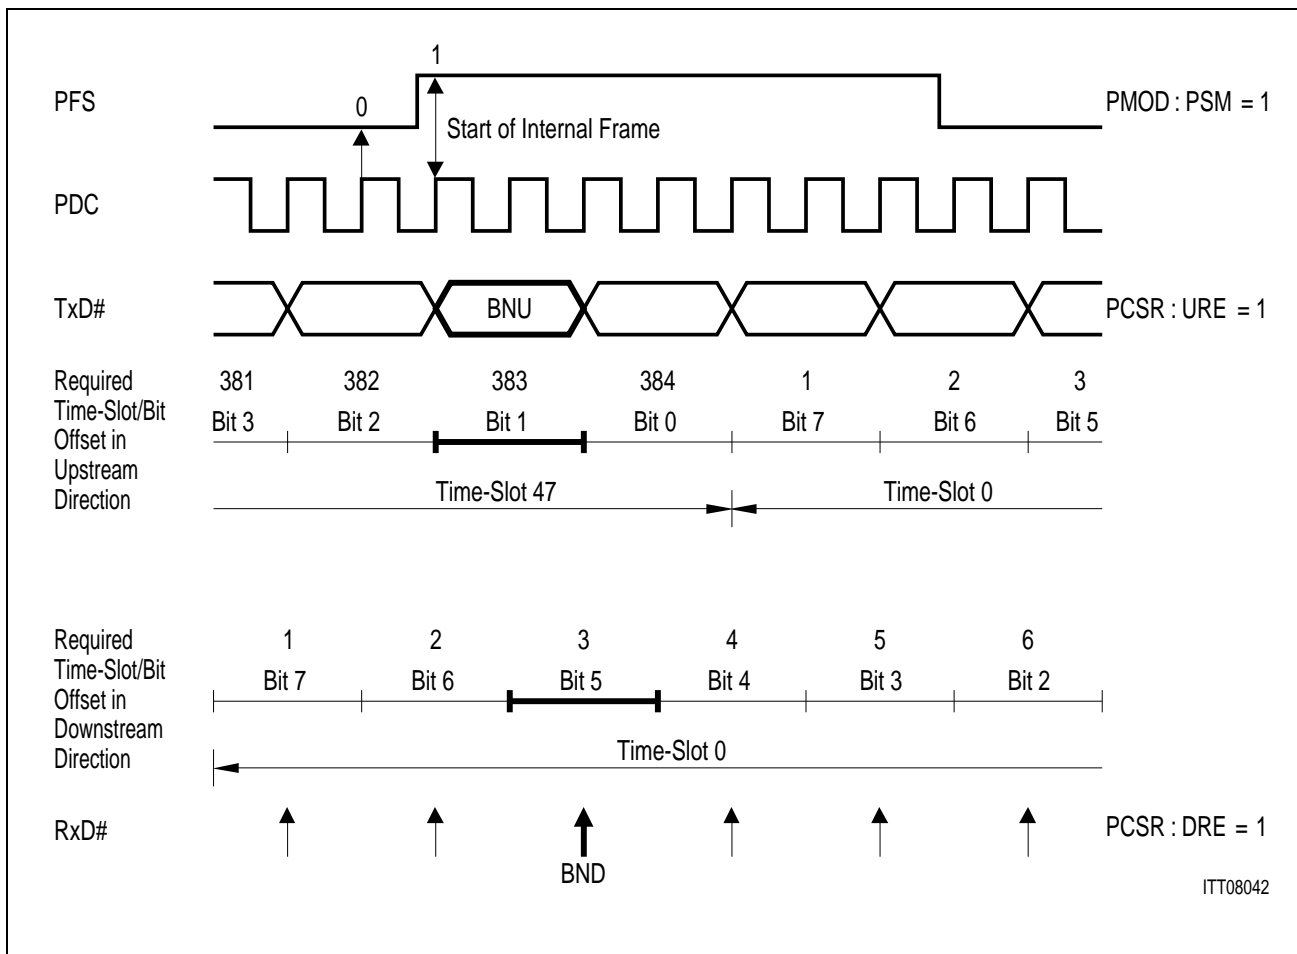 1
PFS
0
PMOD : PSM = 1
Start of Internal Frame
PDC
TxD#
BNU
PCSR : URE = 1
Required
Time-Slot/Bit
Offset in
Upstream
Direction
381 382 383 384 1 2 3
Bit 3 Bit 2 Bit 1 Bit 0 Bit 7 Bit 6 Bit 5
Time-Slot 47 Time-Slot 0
Required
Time-Slot/Bit
Offset in
Downstream
Direction
1 2 3 4 5 6
Bit 7 Bit 6 Bit 5 Bit 4 Bit 3 Bit 2
Time-Slot 0
RxD#
PCSR : DRE = 1
BND
ITT08042